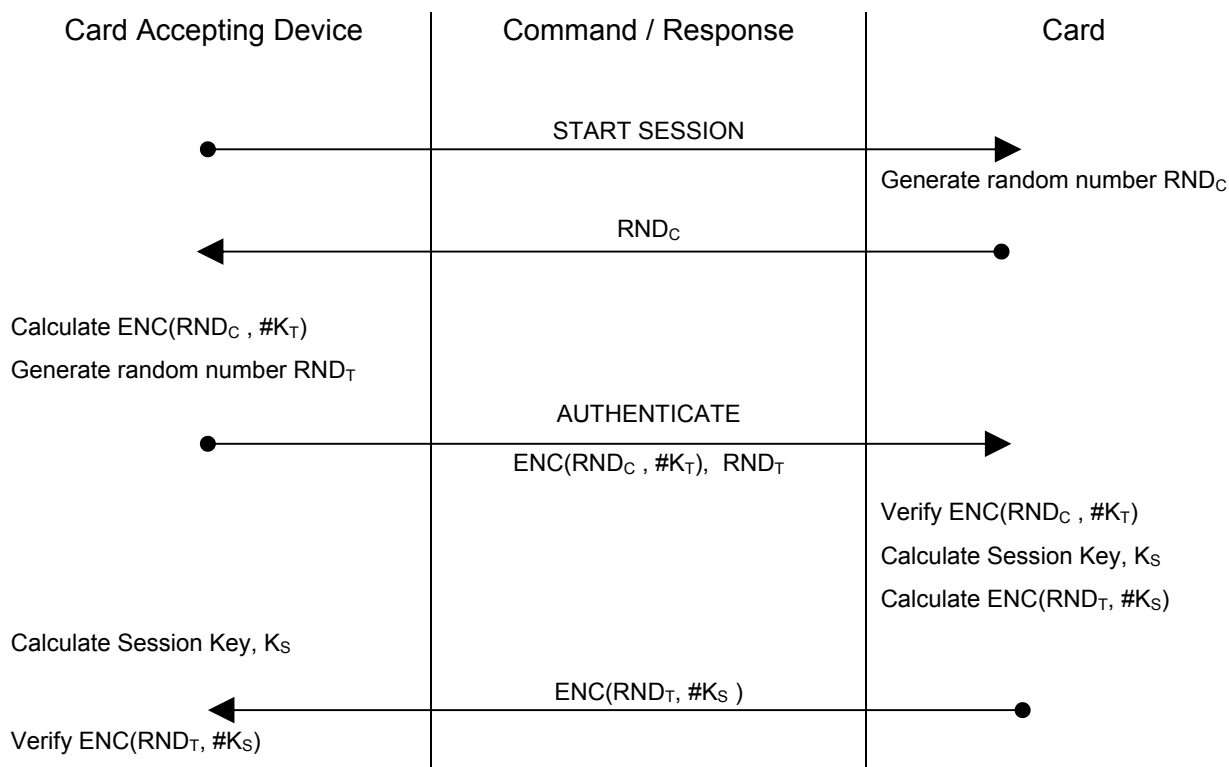 Card Accepting Device
Command / Response
Card
START SESSION
Generate random number RND_C
RND_C
Calculate ENC(RND_C , #K_T)
Generate random number RND_T
AUTHENTICATE
ENC(RND_C , #K_T), RND_T
Verify ENC(RND_C , #K_T)
Calculate Session Key, K_S
Calculate ENC(RND_T, #K_S)
Calculate Session Key, K_S
ENC(RND_T, #K_S )
Verify ENC(RND_T, #K_S)